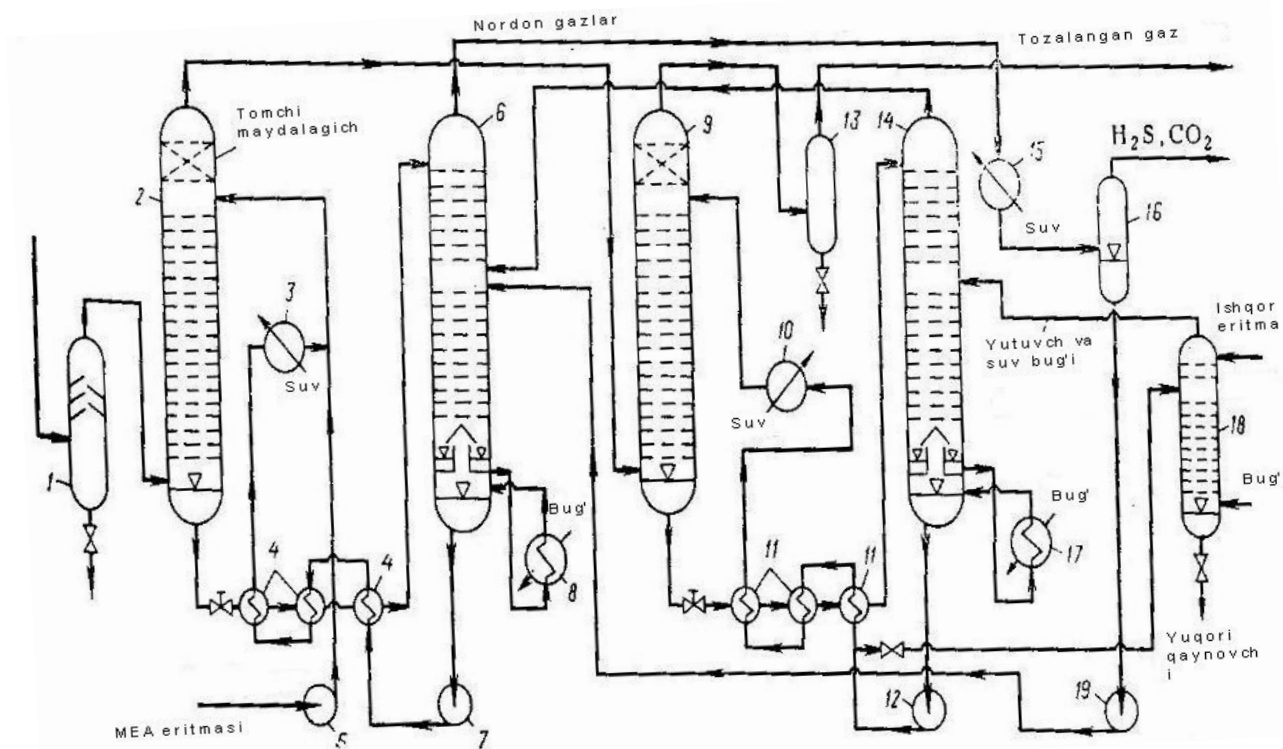 Nordon gazlar
Tozalangan gaz
Tomchi
maydalagich
6
9
13
14
15
H₂S, CO₂
2
Suv
16
3
Suv
10
Suv
Yutuvch va
suv bug'i
Ishqor
eritma
18
1
Bug'
Bug'
Bug'
4
4
8
11
11
17
Yuqori
qaynovch
i
MEA eritmasi
5
7
12
19